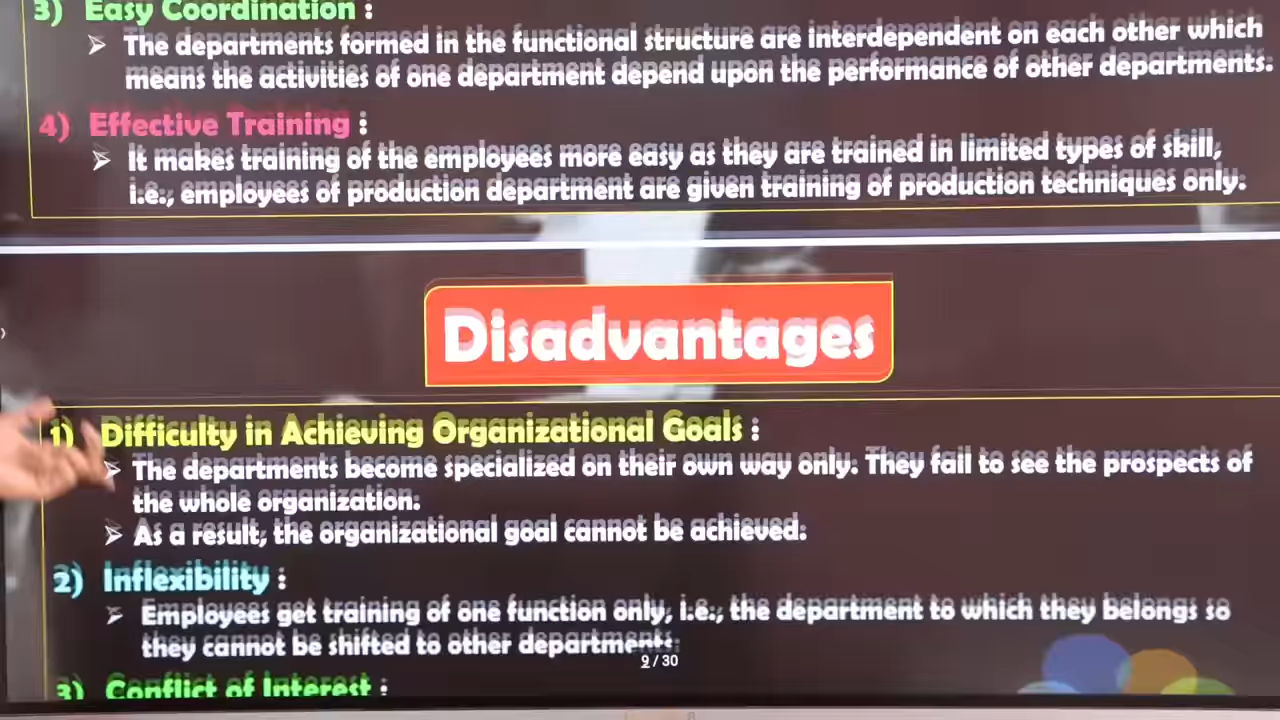 3) Easy Coordination :
➢ The departments formed in the functional structure are interdependent on each other which
means the activities of one department depend upon the performance of other departments.
4) Effective Training :
➢ It makes training of the employees more easy as they are trained in limited types of skill,
i.e., employees of production department are given training of production techniques only.
Disadvantages
1) Difficulty in Achieving Organizational Goals :
➢ The departments become specialized on their own way only. They fail to see the prospects of
the whole organization.
➢ As a result, the organizational goal cannot be achieved.
2) Inflexibility :
➢ Employees get training of one function only, i.e., the department to which they belongs so
they cannot be shifted to other departments.
9 / 30
3) Conflict of Interest :